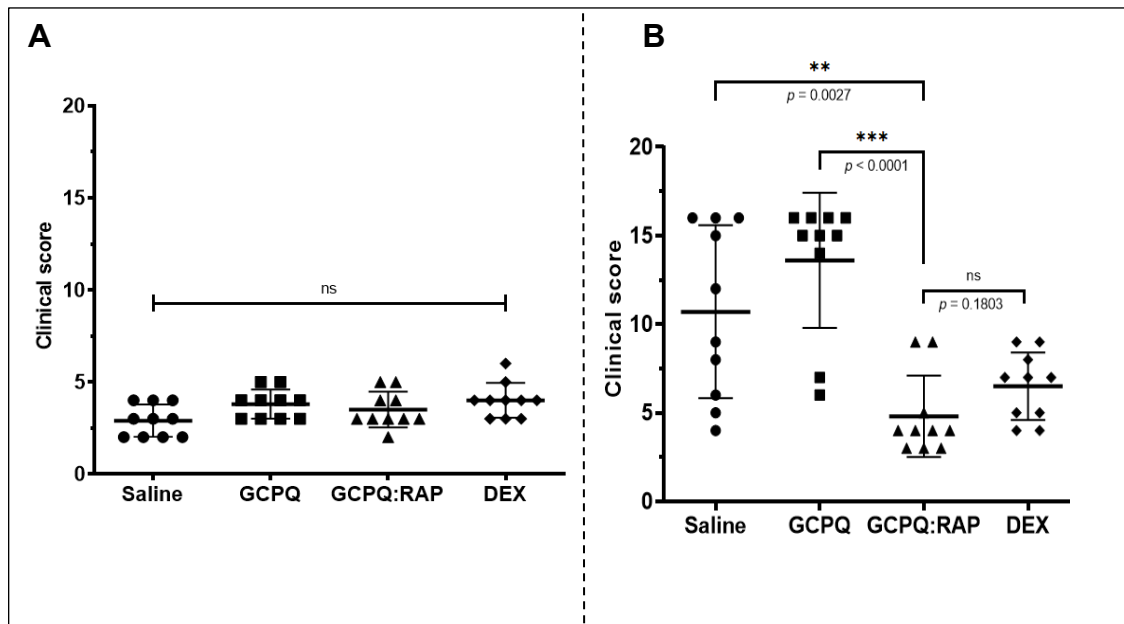 A
20
15
10
5
0
Clinical score
ns
Saline GCPQ GCPQ:RAP DEX
B
**
p = 0.0027
***
p < 0.0001
20
15
10
5
0
Clinical score
ns
p = 0.1803
Saline GCPQ GCPQ:RAP DEX